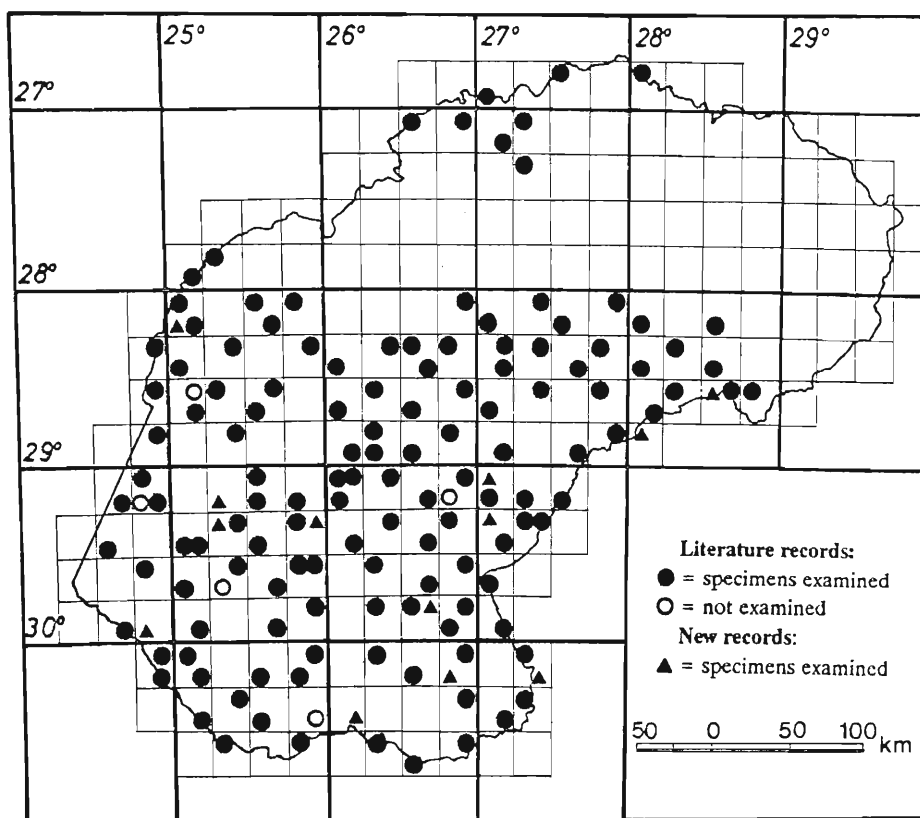 25° 26° 27° 28° 29°
27°
28°
29°
30°
Literature records:
● = specimens examined
○ = not examined
New records:
▲ = specimens examined
50 0 50 100 km